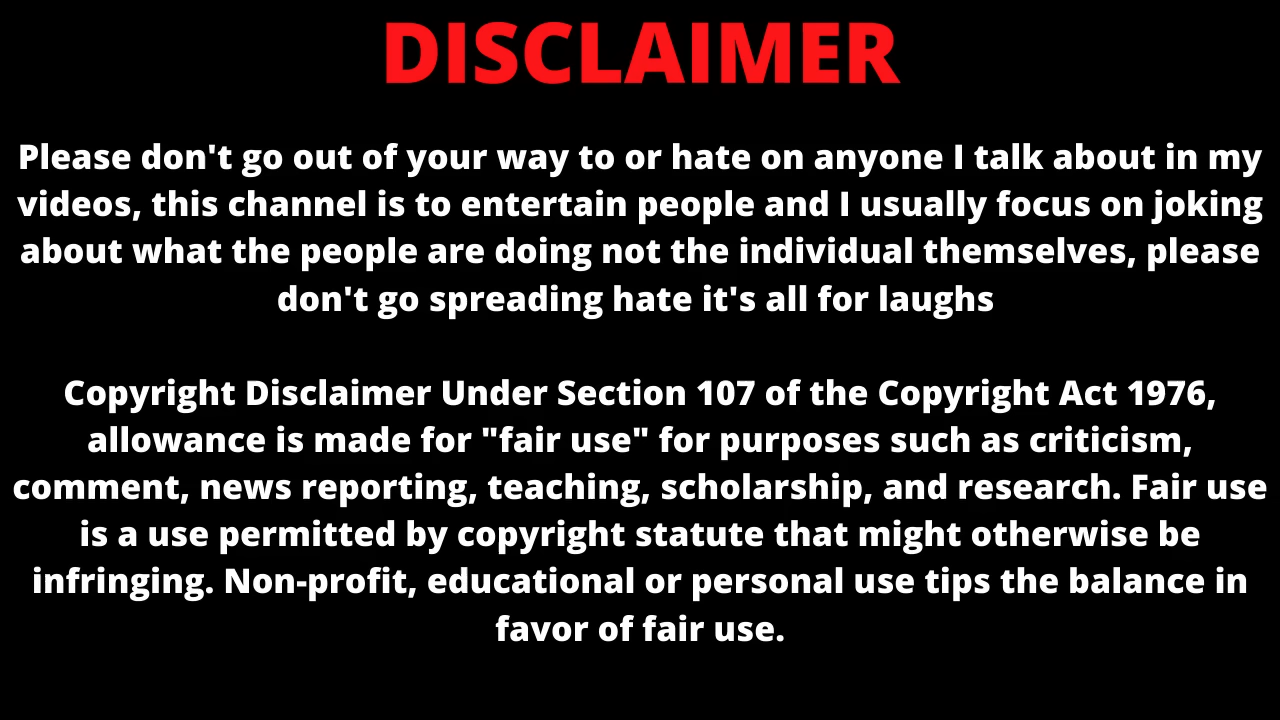 DISCLAIMER
Please don't go out of your way to or hate on anyone I talk about in my
videos, this channel is to entertain people and I usually focus on joking
about what the people are doing not the individual themselves, please
don't go spreading hate it's all for laughs
Copyright Disclaimer Under Section 107 of the Copyright Act 1976,
allowance is made for "fair use" for purposes such as criticism,
comment, news reporting, teaching, scholarship, and research. Fair use
is a use permitted by copyright statute that might otherwise be
infringing. Non-profit, educational or personal use tips the balance in
favor of fair use.